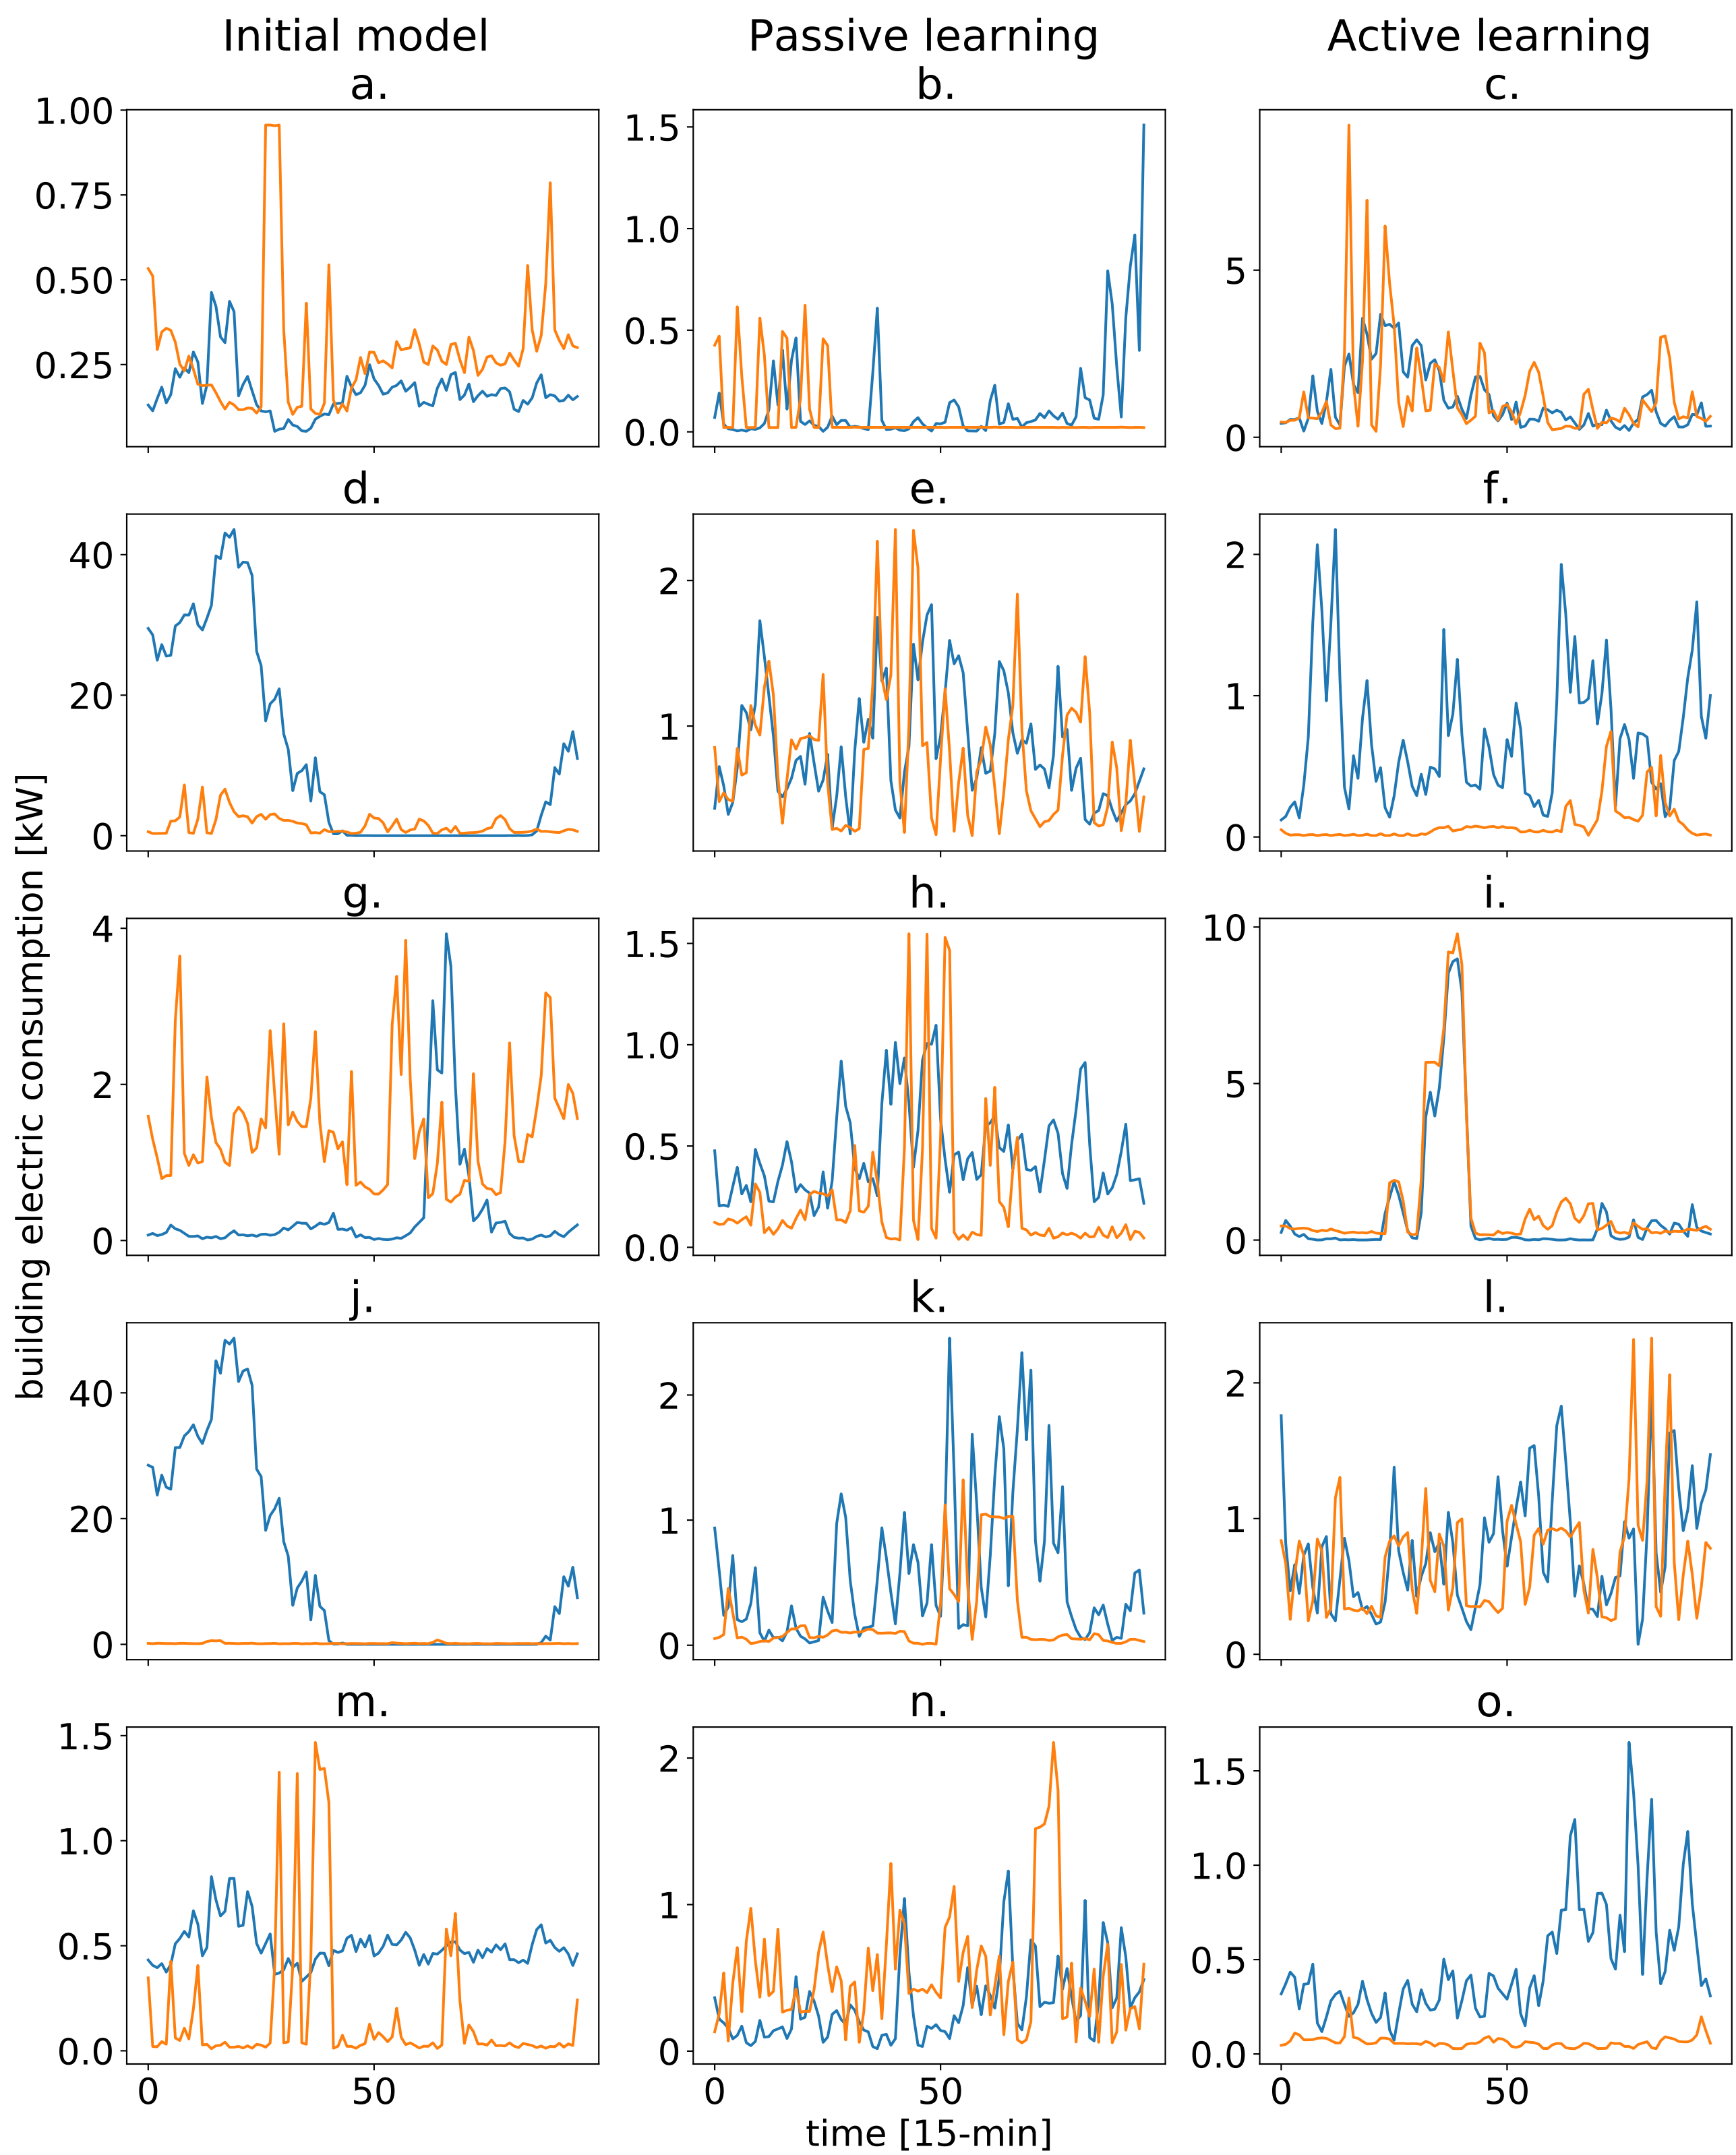 Initial model
Passive learning
Active learning
a.
b.
c.
1.00
0.75
0.50
0.25
1.5
1.0
0.5
0.0
5
0
d.
e.
f.
40
20
0
2
1
2
1
0
g.
h.
i.
4
2
0
1.5
1.0
0.5
0.0
10
5
0
j.
k.
l.
40
20
0
2
1
0
2
1
0
m.
n.
o.
1.5
1.0
0.5
0.0
2
1
0
1.5
1.0
0.5
0.0
0
50
0
50
0
50
time [15-min]
building electric consumption [kW]